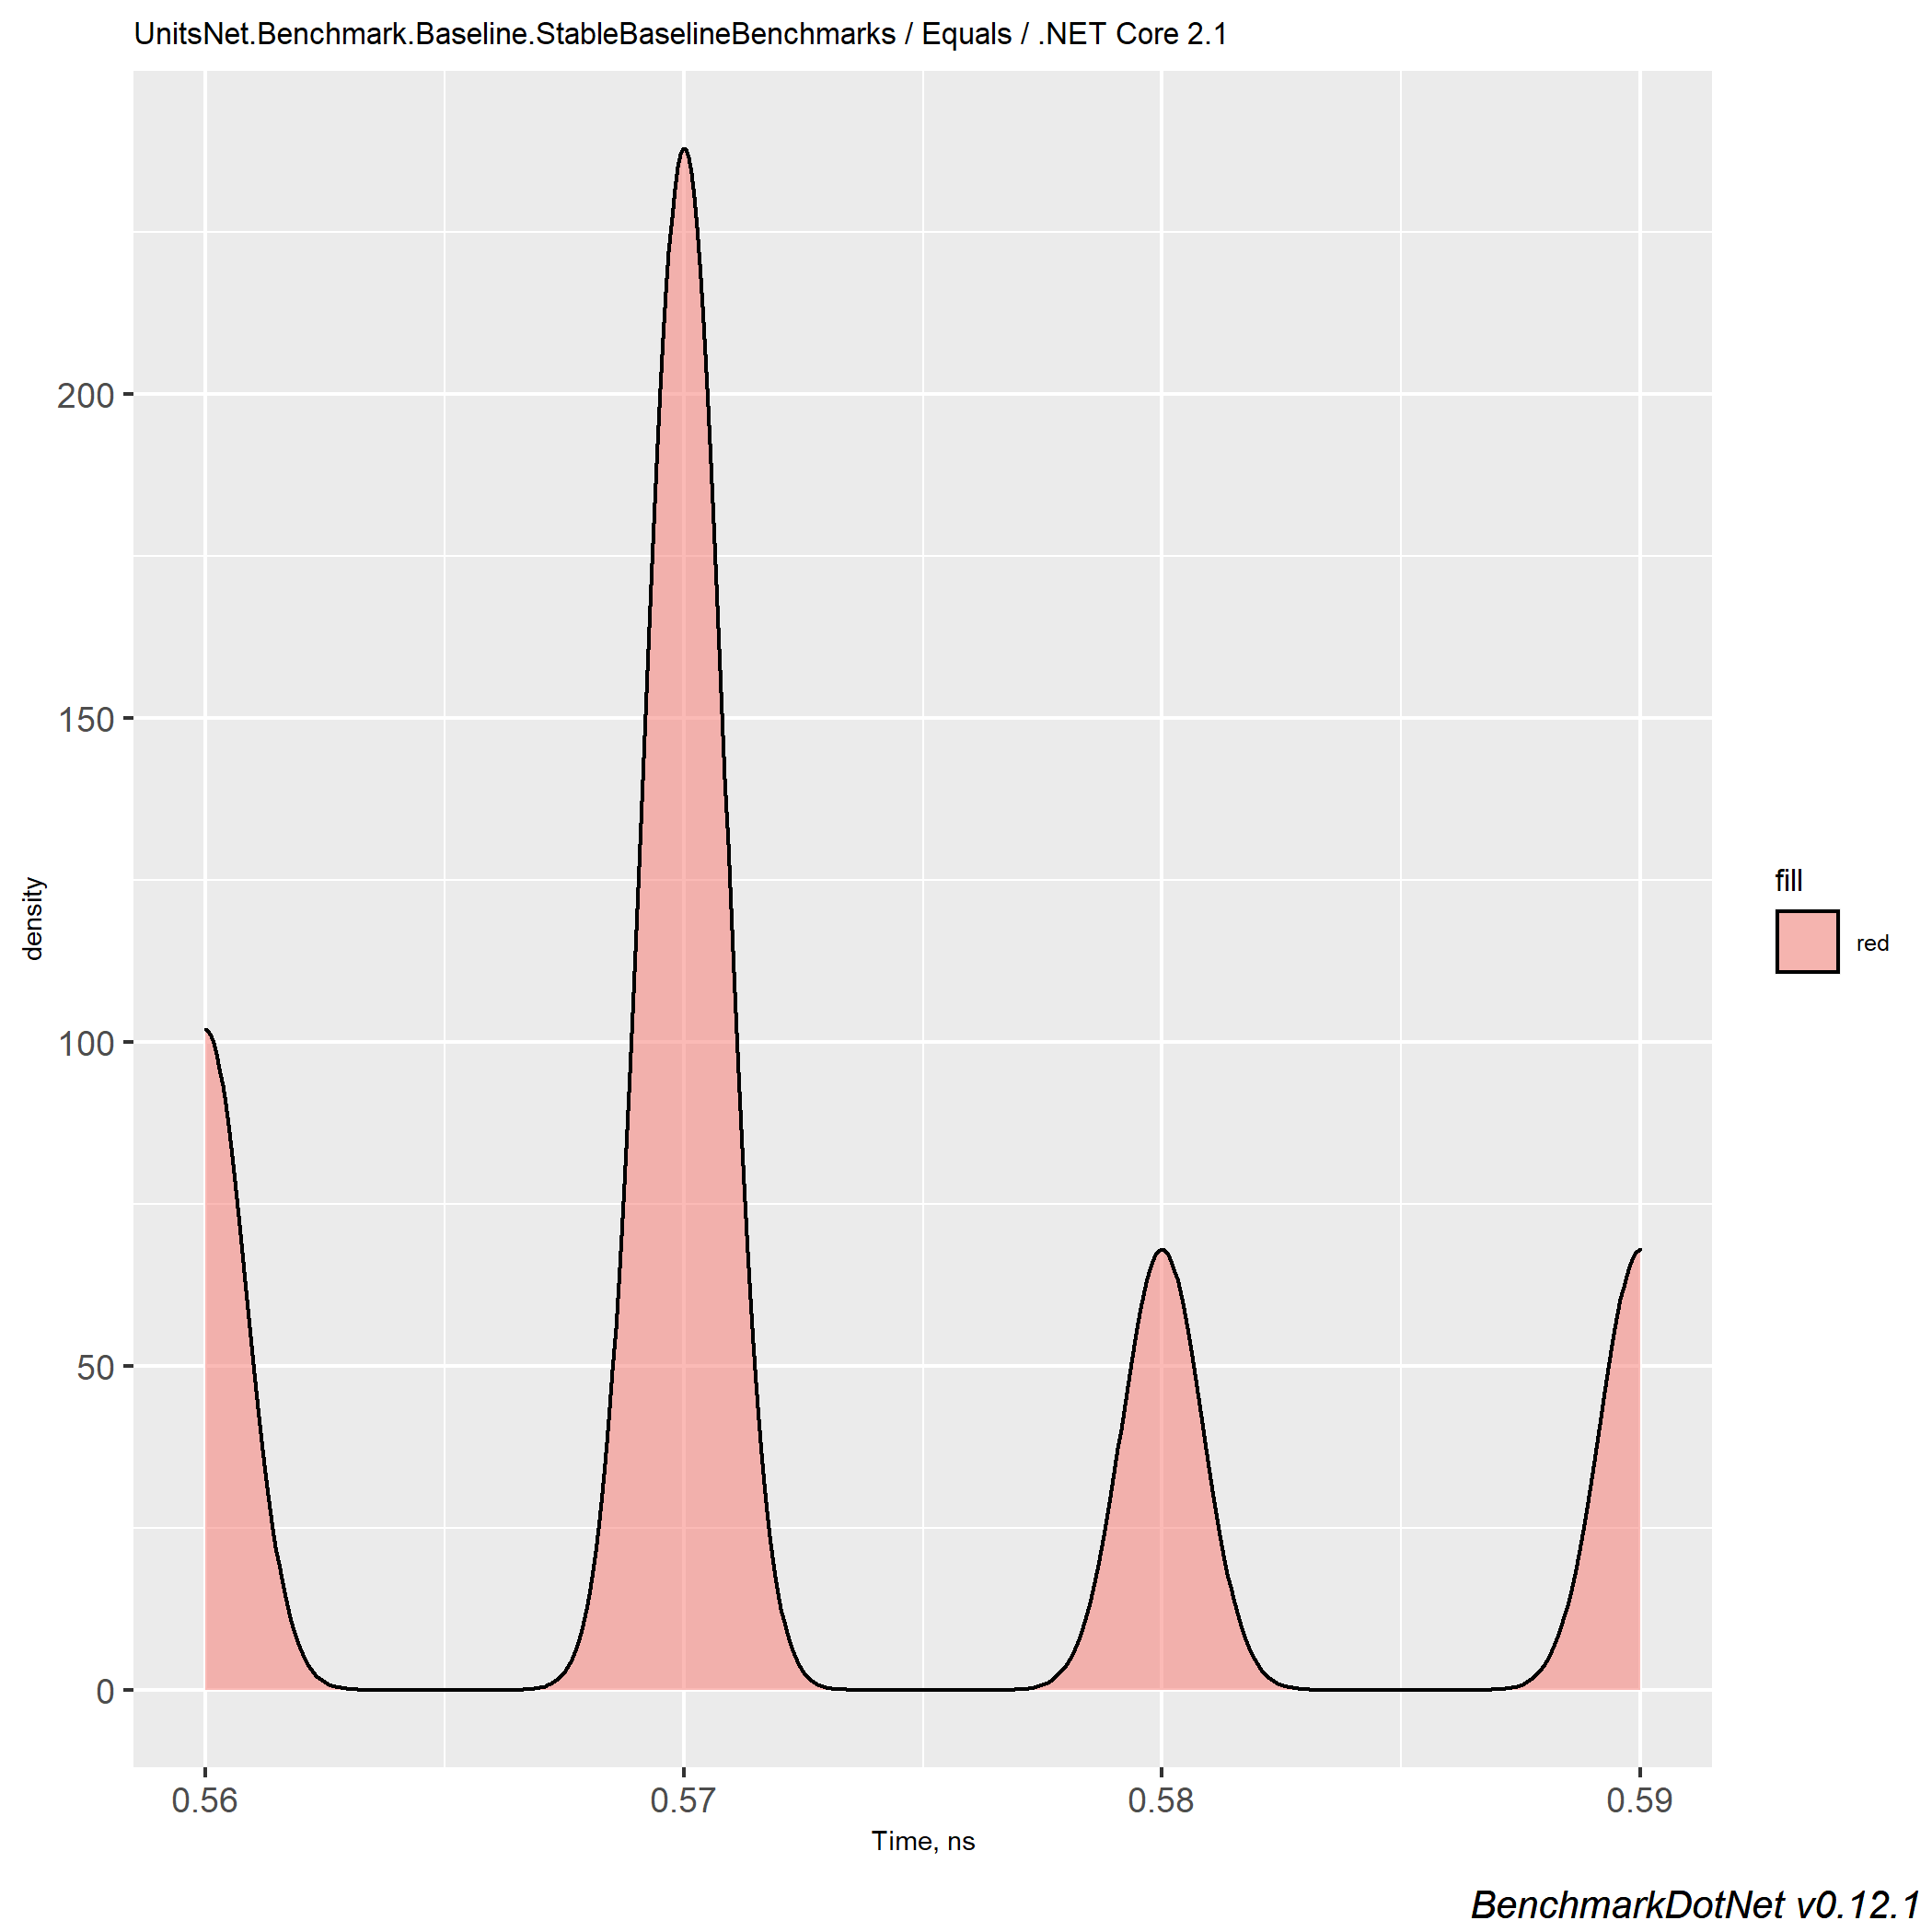 UnitsNet.Benchmark.Baseline.StableBaselineBenchmarks / Equals / .NET Core 2.1
200
150
100
50
0
density
0.56 0.57 0.58 0.59
Time, ns
fill
red
BenchmarkDotNet v0.12.1